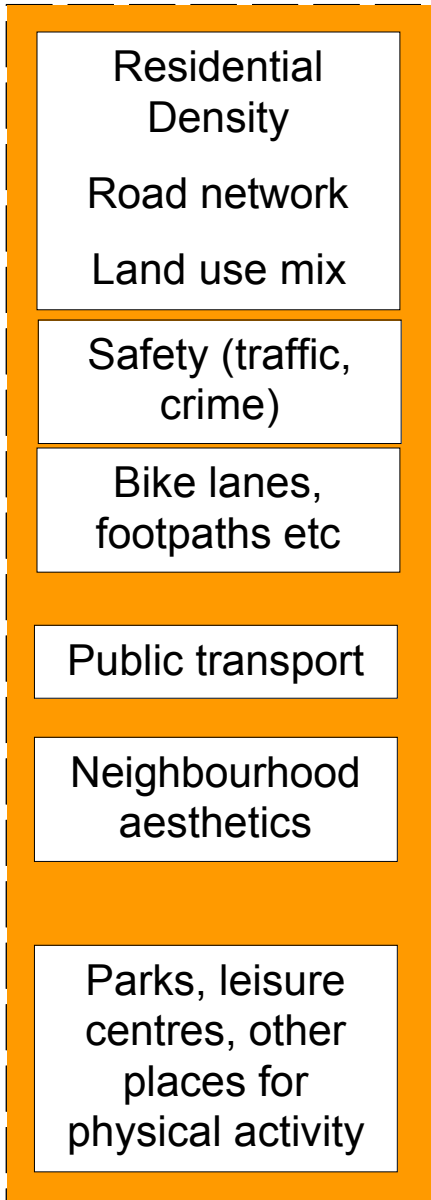 Residential
Density
Road network
Land use mix
Safety (traffic,
crime)
Bike lanes,
footpaths etc
Public transport
Neighbourhood
aesthetics
Parks, leisure
centres, other
places for
physical activity